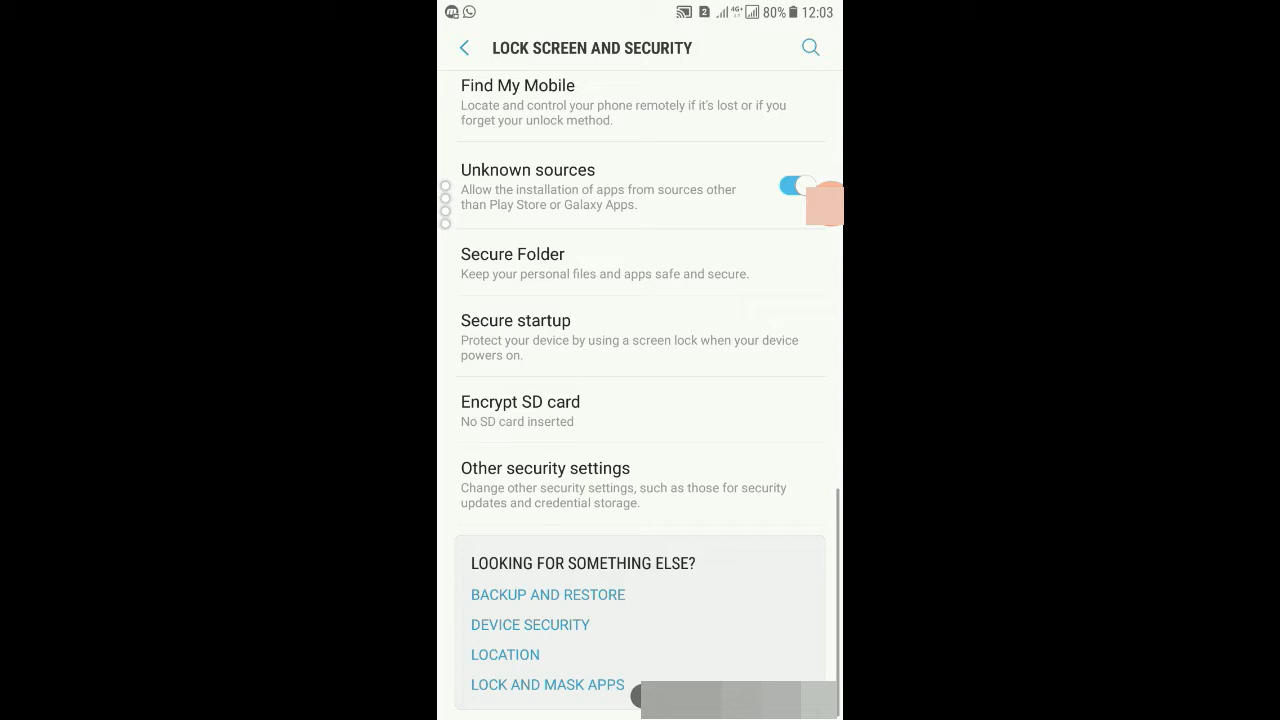 2 4G+ 80% 12:03
LOCK SCREEN AND SECURITY
Find My Mobile
Locate and control your phone remotely if it's lost or if you
forget your unlock method.
Unknown sources
Allow the installation of apps from sources other
than Play Store or Galaxy Apps.
Secure Folder
Keep your personal files and apps safe and secure.
Secure startup
Protect your device by using a screen lock when your device
powers on.
Encrypt SD card
No SD card inserted
Other security settings
Change other security settings, such as those for security
updates and credential storage.
LOOKING FOR SOMETHING ELSE?
BACKUP AND RESTORE
DEVICE SECURITY
LOCATION
LOCK AND MASK APPS